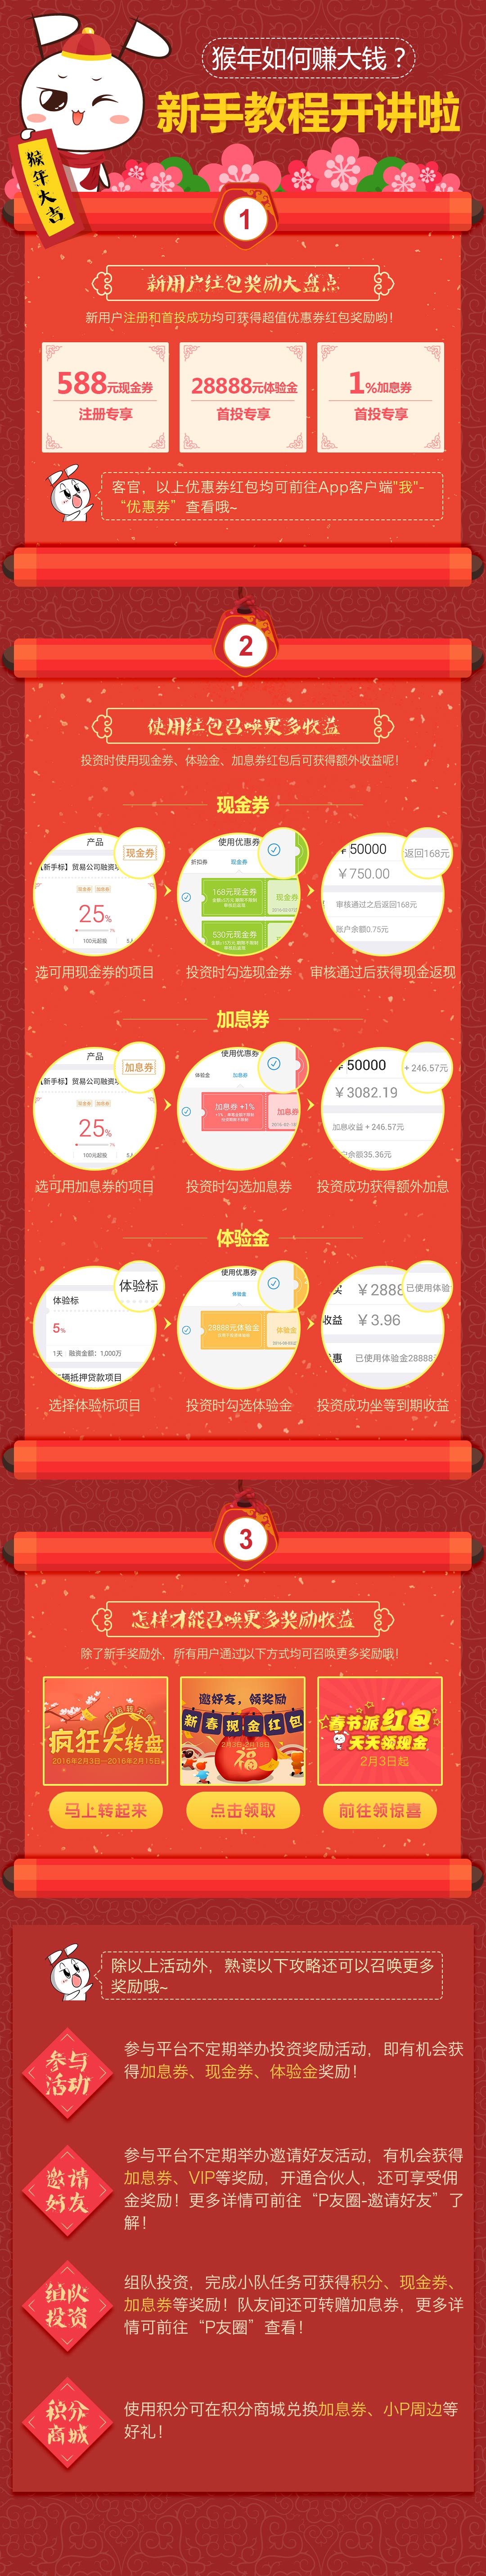 猴年如何赚大钱？
新手教程开讲啦
猴年大吉
1
新用户红包奖励大盘点
新用户注册和首投成功均可获得超值优惠券红包奖励哟！
588元现金券
注册专享
28888元体验金
首投专享
1%加息券
首投专享
客官，以上优惠券红包均可前往App客户端"我"-
“优惠券”查看哦~
2
使用红包召唤更多收益
投资时使用现金券、体验金、加息券红包后可获得额外收益呢！
现金券
产品
现金券
【新手标】贸易公司融资项
现金券 加息券
25%
100元起投
选可用现金券的项目
使用优惠券
折扣券 现金券
168元现金券
现金券
530元现金券
投资时勾选现金券
¥ 50000
返回168元
¥750.00
审核通过之后返回168元
账户余额0.75元
审核通过后获得现金返现
加息券
产品
加息券
【新手标】贸易公司融资项
现金券 加息券
25%
100元起投
选可用加息券的项目
使用优惠券
体验金 加息券
加息券 +1%
加息券
投资时勾选加息券
¥ 50000
+ 246.57元
¥3082.19
加息收益 + 246.57元
户余额35.36元
投资成功获得额外加息
体验金
体验标
体验标
5%
1天 融资金额：1,000万
辆抵押贷款项目
选择体验标项目
使用优惠券
体验金
28888元体验金
体验金
投资时勾选体验金
买 ¥2888
已使用体验
收益 ¥3.96
惠 已使用体验金28888
投资成功坐等到期收益
3
怎样才能召唤更多奖励收益
除了新手奖励外，所有用户通过以下方式均可召唤更多奖励哦！
好运转不停
疯狂大转盘
2016年2月3日—2016年2月15日
马上转起来
邀好友，领奖励
新春现金红包
2月3日-2月19日
福
点击领取
春节派红包
天天领现金
2月3日起
前往领惊喜
除以上活动外，熟读以下攻略还可以召唤更多
奖励哦~
参与
活动
参与平台不定期举办投资奖励活动，即有机会获
得加息券、现金券、体验金奖励！
邀请
好友
参与平台不定期举办邀请好友活动，有机会获得
加息券、VIP等奖励，开通合伙人，还可享受佣
金奖励！更多详情可前往“P友圈-邀请好友”了
解！
组队
投资
组队投资，完成小队任务可获得积分、现金券、
加息券等奖励！队友间还可转赠加息券，更多详
情可前往“P友圈”查看！
积分
商城
使用积分可在积分商城兑换加息券、小P周边等
好礼！